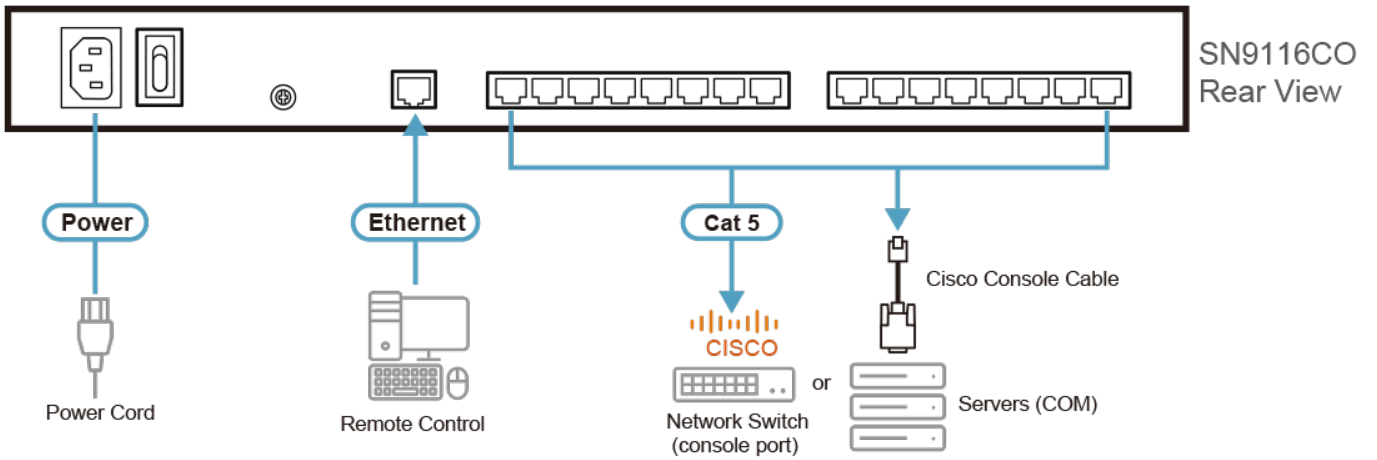 SN9116CO
Rear View
Power
Ethernet
Cat 5
Cisco Console Cable
CISCO
or
Power Cord
Remote Control
Network Switch
(console port)
Servers (COM)